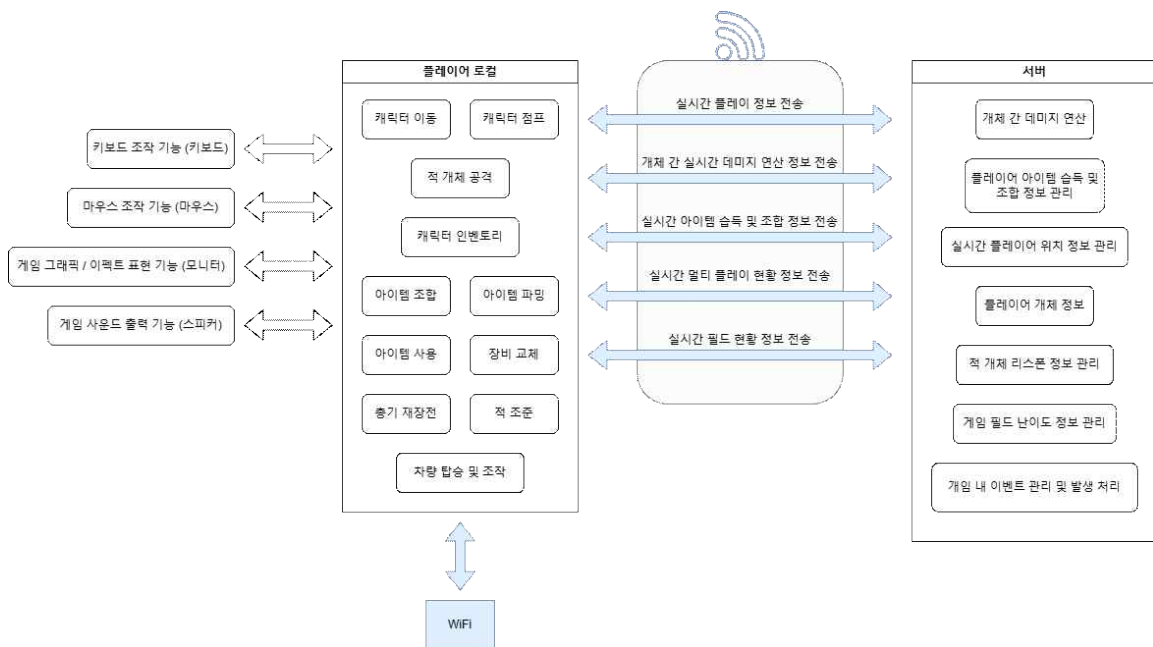 플레이어 로컬
서버
캐릭터 이동
캐릭터 점프
적 개체 공격
캐릭터 인벤토리
아이템 조합
아이템 파밍
아이템 사용
장비 교체
총기 재장전
적 조준
차량 탑승 및 조작
키보드 조작 기능 (키보드)
마우스 조작 기능 (마우스)
게임 그래픽 / 이펙트 표현 기능 (모니터)
게임 사운드 출력 기능 (스피커)
실시간 플레이 정보 전송
개체 간 실시간 데미지 연산 정보 전송
실시간 아이템 습득 및 조합 정보 전송
실시간 멀티 플레이 현황 정보 전송
실시간 필드 현황 정보 전송
개체 간 데미지 연산
플레이어 아이템 습득 및
조합 정보 관리
실시간 플레이어 위치 정보 관리
플레이어 개체 정보
적 개체 리스폰 정보 관리
게임 필드 난이도 정보 관리
개임 내 이벤트 관리 및 발생 처리
WiFi